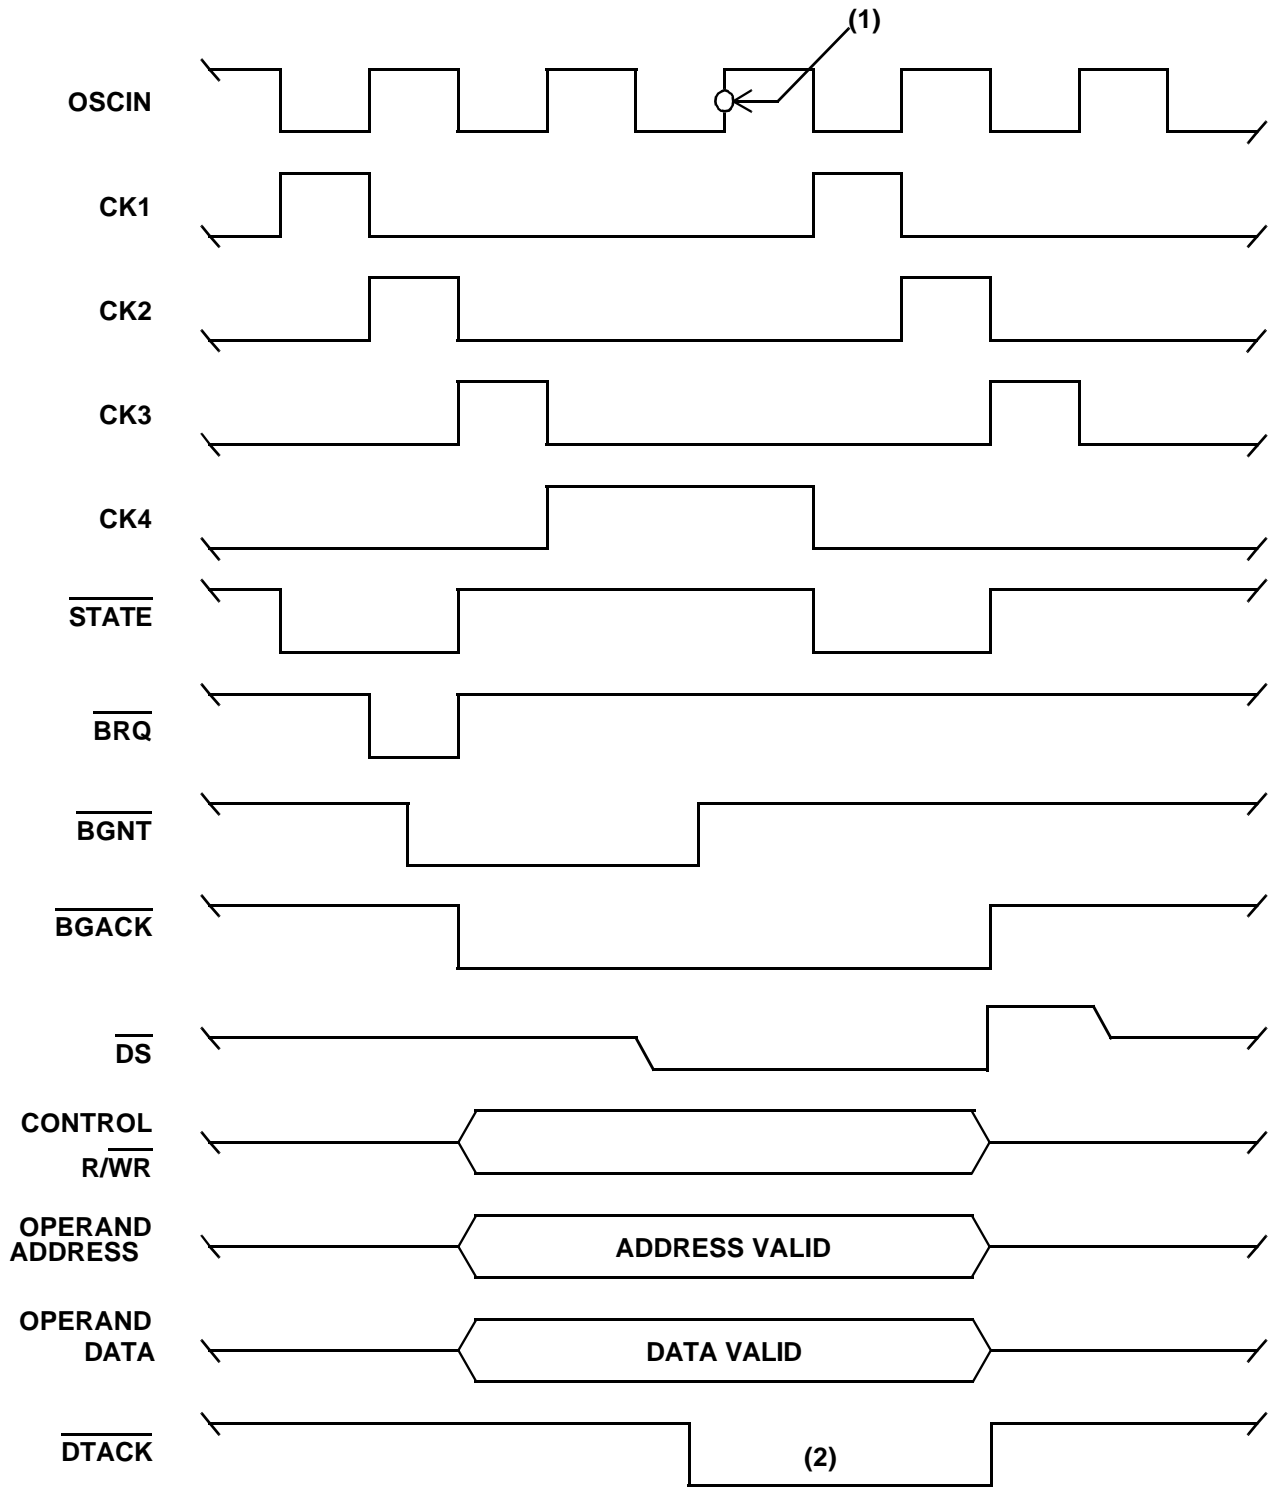 (1)
OSCIN
CK1
CK2
CK3
CK4
STATE
BRQ
BGNT
BGACK
DS
CONTROL
R/WR
OPERAND
ADDRESS
ADDRESS VALID
OPERAND
DATA
DATA VALID
DTACK
(2)